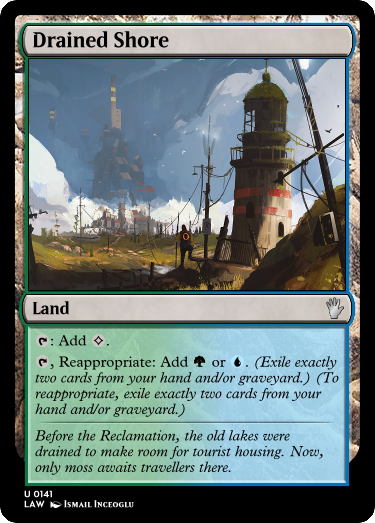 Drained Shore
Land
: Add .
, Reappropriate: Add or . (Exile exactly
two cards from your hand and/or graveyard.) (To
reappropriate, exile exactly two cards from your
hand and/or graveyard.)
Before the Reclamation, the old lakes were
drained to make room for tourist housing. Now,
only moss awaits travellers there.
U 0141
LAW Ismail Inceoglu